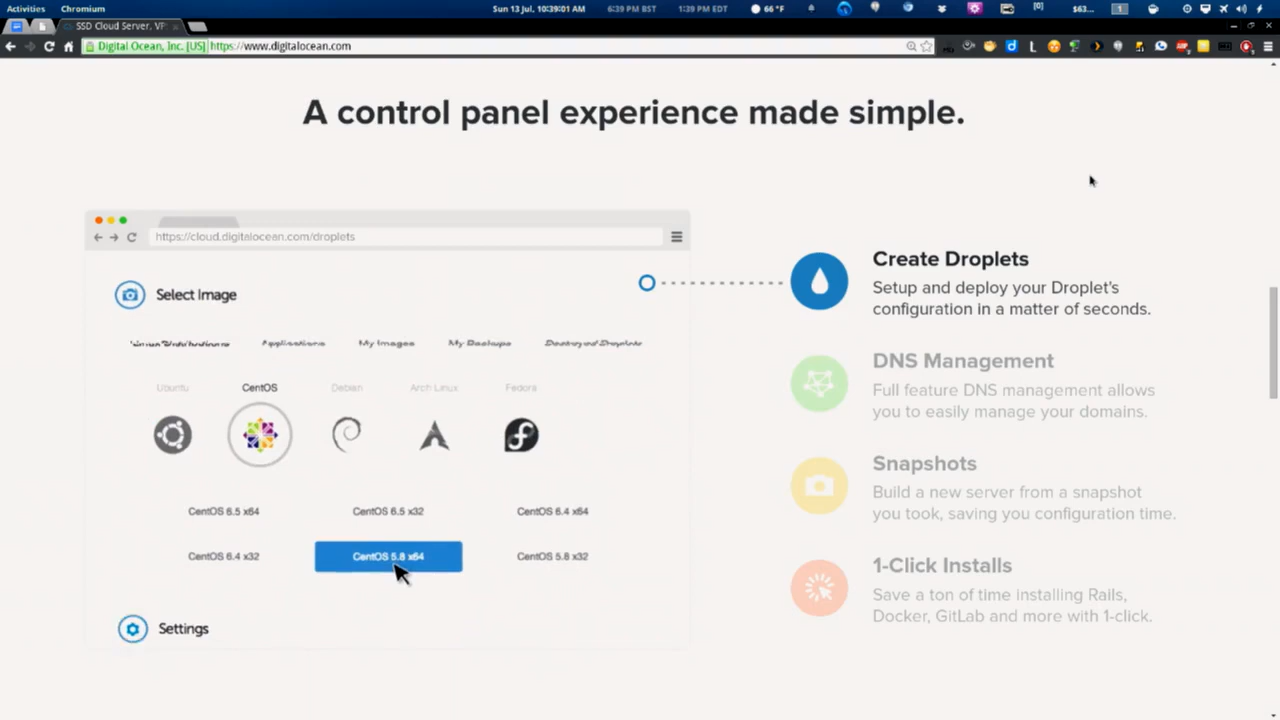 Activities Chromium Sun 13 Jul, 10:39:01 AM 6:39 PM BST 1:39 PM EDT 66 °F $63... 1
SSD Cloud Server, VP
Digital Ocean, Inc. [US] https://www.digitalocean.com
A control panel experience made simple.
https://cloud.digitalocean.com/droplets
Select Image
Applications My Images My Backups
Ubuntu CentOS Debian Arch Linux Fedora
CentOS 6.5 x64 CentOS 6.5 x32 CentOS 6.4 x64
CentOS 6.4 x32 CentOS 5.8 x64 CentOS 5.8 x32
Settings
Create Droplets
Setup and deploy your Droplet's
configuration in a matter of seconds.
DNS Management
Full feature DNS management allows
you to easily manage your domains.
Snapshots
Build a new server from a snapshot
you took, saving you configuration time.
1-Click Installs
Save a ton of time installing Rails,
Docker, GitLab and more with 1-click.